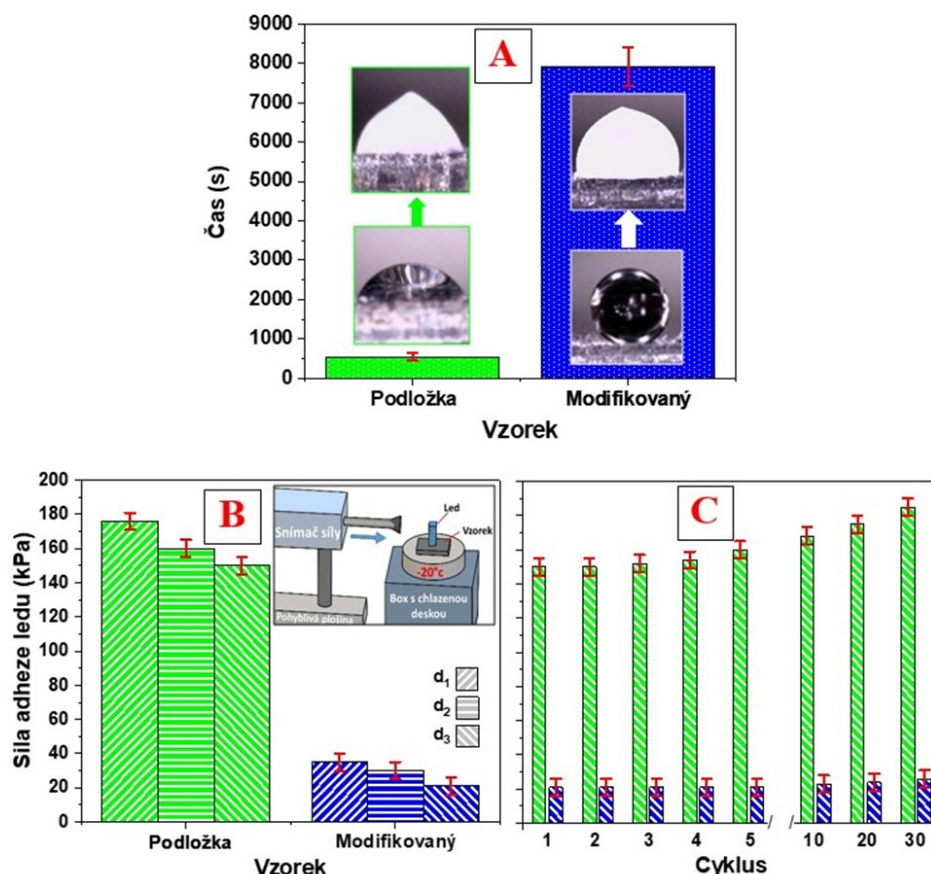 A
9000
8000
7000
6000
5000
4000
3000
2000
1000
0
Čas (s)
Podložka
Modifikovaný
Vzorek
B
200
180
160
140
120
100
80
60
40
20
0
Síla adheze ledu (kPa)
Snímač síly
Led
Vzorek
-20°c
Box s chlazenou
deskou
Pohyblivá plošina
d1
d2
d3
Podložka
Modifikovaný
Vzorek
C
1 2 3 4 5 10 20 30
Cyklus